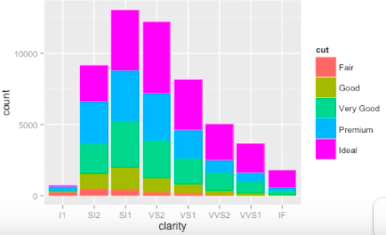 10000
5000
0
count
I1 SI2 SI1 VS2 VS1 VVS2 VVS1 IF
clarity
cut
Fair
Good
Very Good
Premium
Ideal